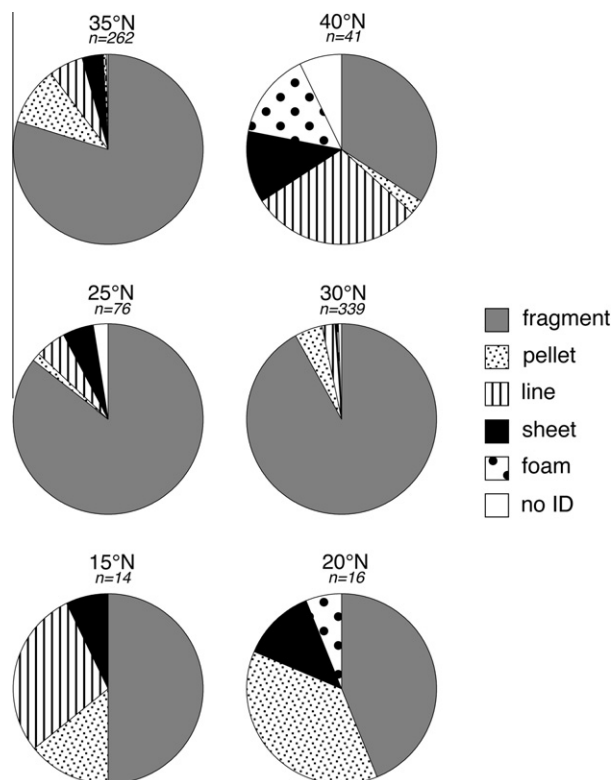 35°N
n=262
40°N
n=41
25°N
n=76
30°N
n=339
fragment
pellet
line
sheet
foam
no ID
15°N
n=14
20°N
n=16